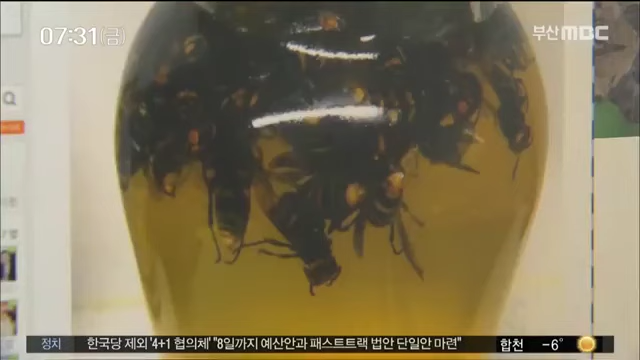 07:31(금)
부산MBC
정치 한국당 제외 '4+1 협의체' "8일까지 예산안과 패스트트랙 법안 단일안 마련" 합천 -6˚